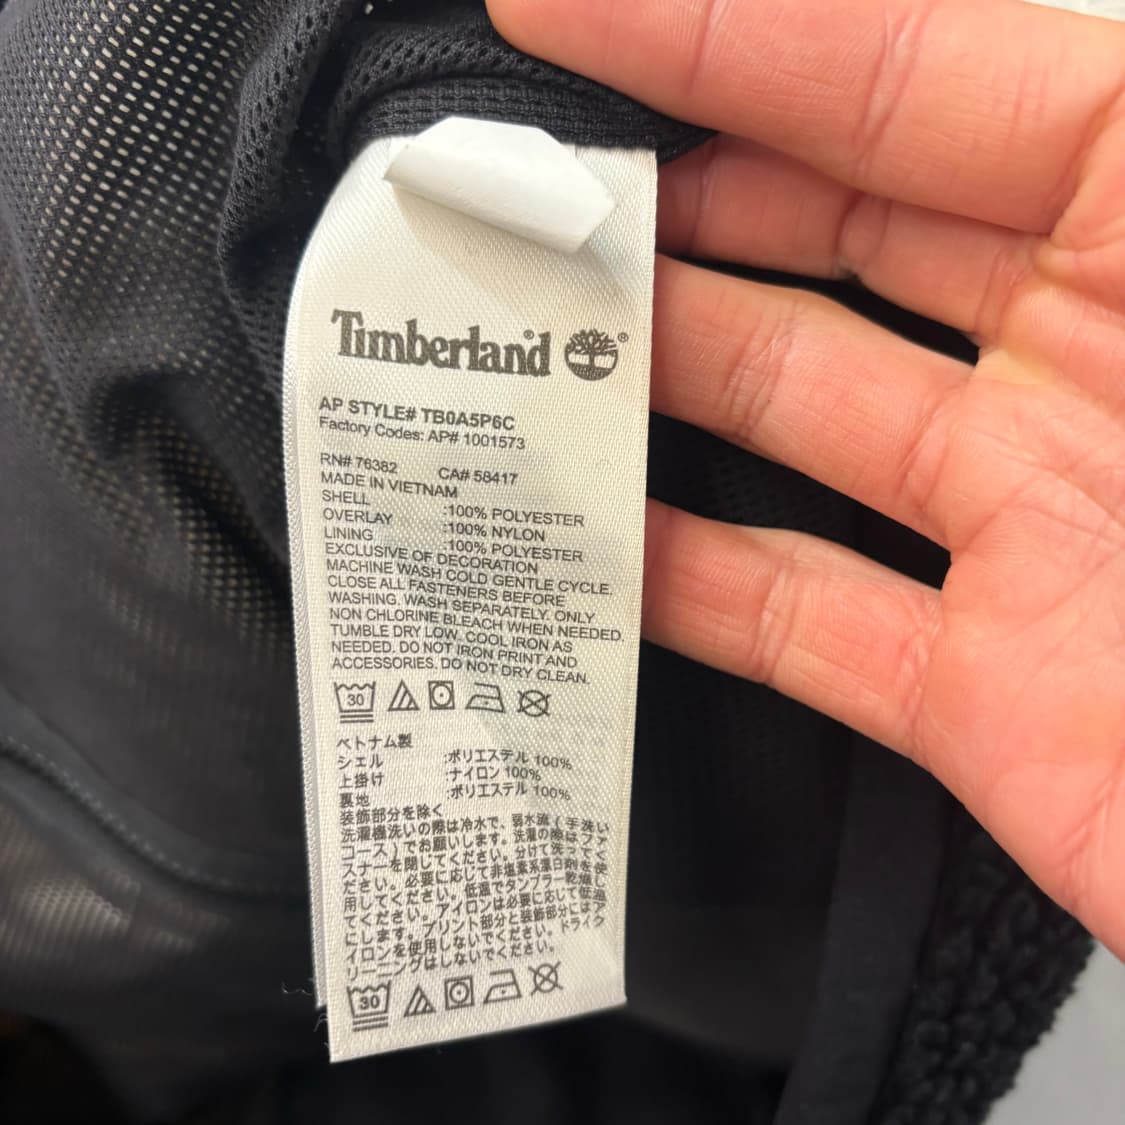 Timberland ®
AP STYLE# TB0A5P6C
Factory Codes: AP# 1001573
RN# 76382 CA# 58417
MADE IN VIETNAM
SHELL :100% POLYESTER
OVERLAY :100% NYLON
LINING :100% POLYESTER
EXCLUSIVE OF DECORATION
MACHINE WASH COLD GENTLE CYCLE.
CLOSE ALL FASTENERS BEFORE
WASHING. WASH SEPARATELY. ONLY
NON CHLORINE BLEACH WHEN NEEDED.
TUMBLE DRY LOW. COOL IRON AS
NEEDED. DO NOT IRON PRINT AND
ACCESSORIES. DO NOT DRY CLEAN.
30
ベトナム製
シェル :ポリエステル 100%
上掛け :ナイロン 100%
裏地 :ポリエステル 100%
装飾部分を除く
洗濯機洗いの際は冷水で、弱水流(手洗い
コース)でお願いします。洗濯の際はファ
スナーを閉じてください。分けて洗ってく
ださい。必要に応じて非塩素系漂白剤を使
用してください。低温でタンブラー乾燥し
てください。アイロンは必要に応じて低温
にします。プリント部分と装飾部分にはア
イロンを使用しないでください。ドライク
リーニングはしないでください。
30